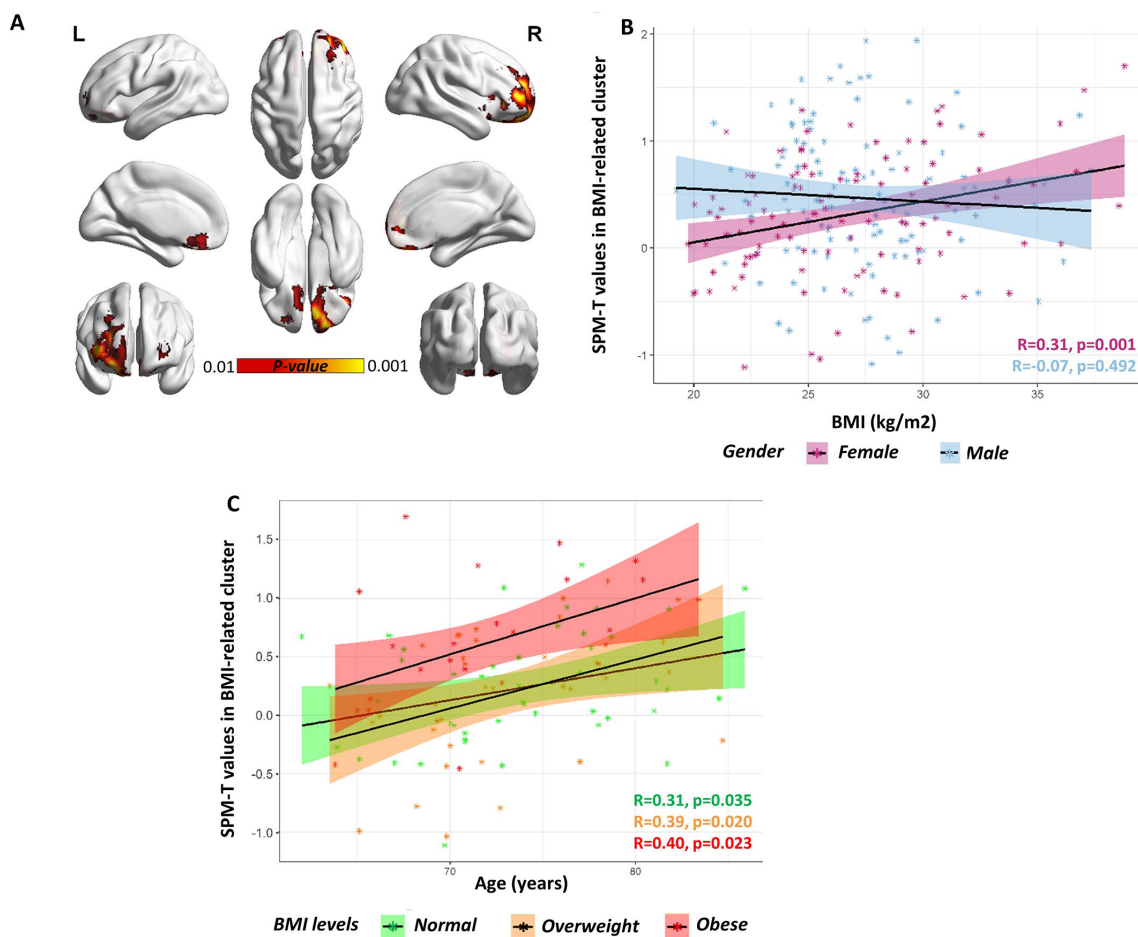 A
L
R
0.01 P-value 0.001
B
SPM-T values in BMI-related cluster
2
1
0
-1
R=0.31, p=0.001
R=-0.07, p=0.492
20 25 30 35
BMI (kg/m2)
Gender Female Male
C
SPM-T values in BMI-related cluster
1.5
1.0
0.5
0.0
-0.5
-1.0
R=0.31, p=0.035
R=0.39, p=0.020
R=0.40, p=0.023
70 80
Age (years)
BMI levels Normal Overweight Obese